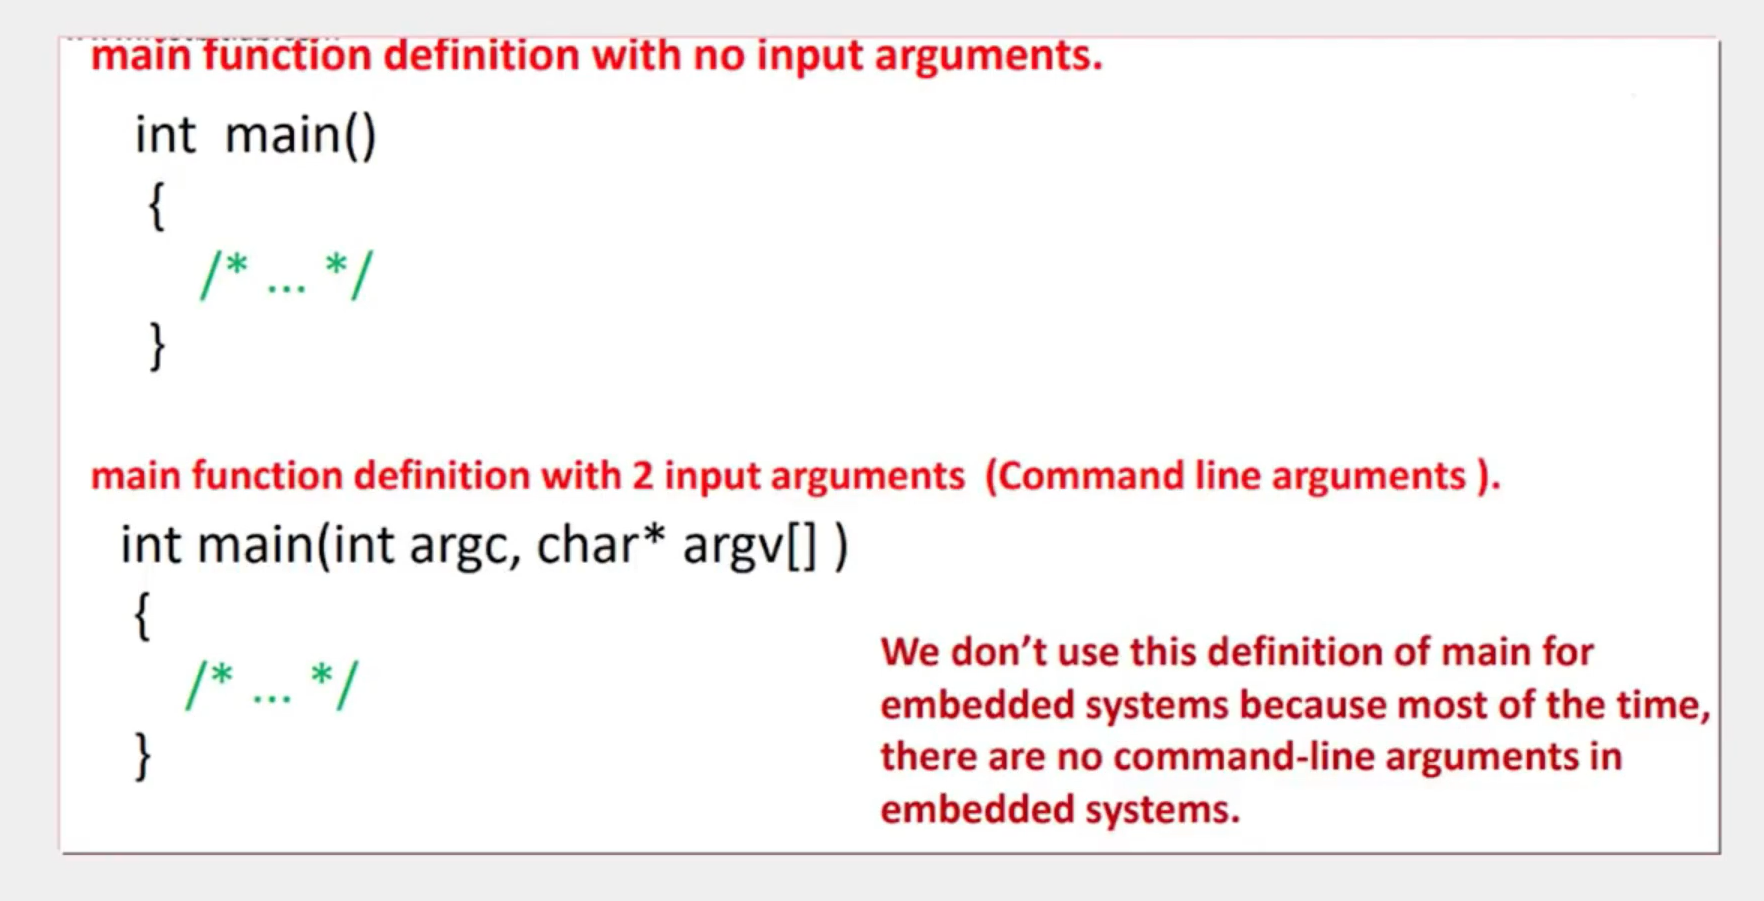 main function definition with no input arguments.
int main()
{
/* ... */
}
main function definition with 2 input arguments (Command line arguments ).
int main(int argc, char* argv[] )
{
/* ... */
}
We don’t use this definition of main for
embedded systems because most of the time,
there are no command-line arguments in
embedded systems.